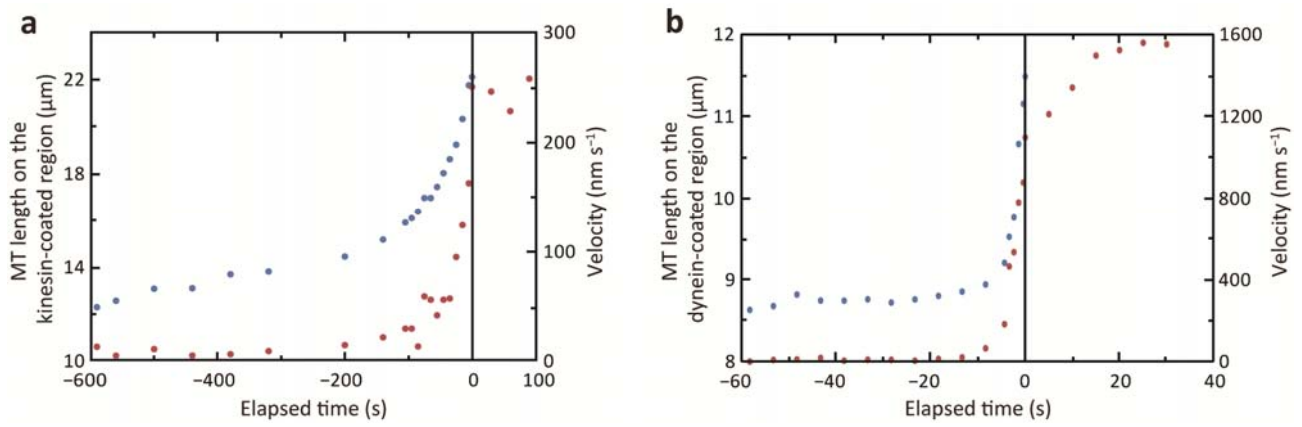 a
300
22
200
18
100
14
10
0
−600
−400
−200
0
100
MT length on the
kinesin-coated region (µm)
Velocity (nm s⁻¹)
Elapsed time (s)
b
12
1600
11
1200
10
800
9
400
8
0
−60
−40
−20
0
20
40
MT length on the
dynein-coated region (µm)
Velocity (nm s⁻¹)
Elapsed time (s)